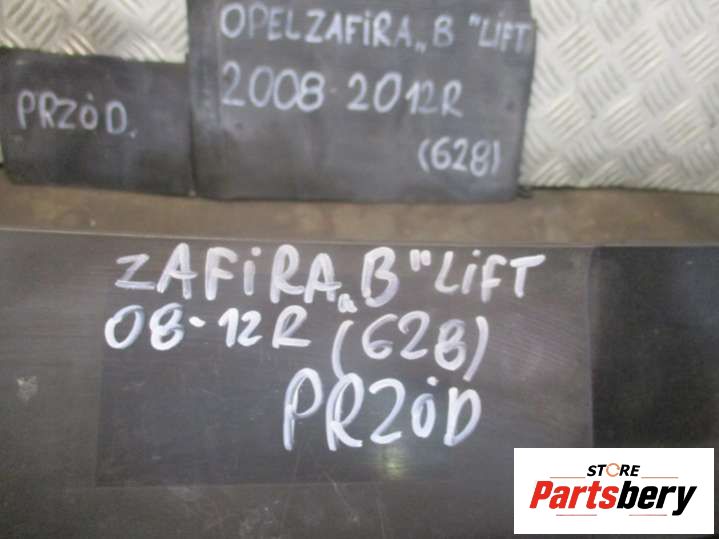 OPEL ZAFiRA „B" LiFT
2008-2012R
(628)
PRZÓD.
ZAFiRA „B" LiFT
08-12R (628)
PRZÓD
STORE
Partsbery